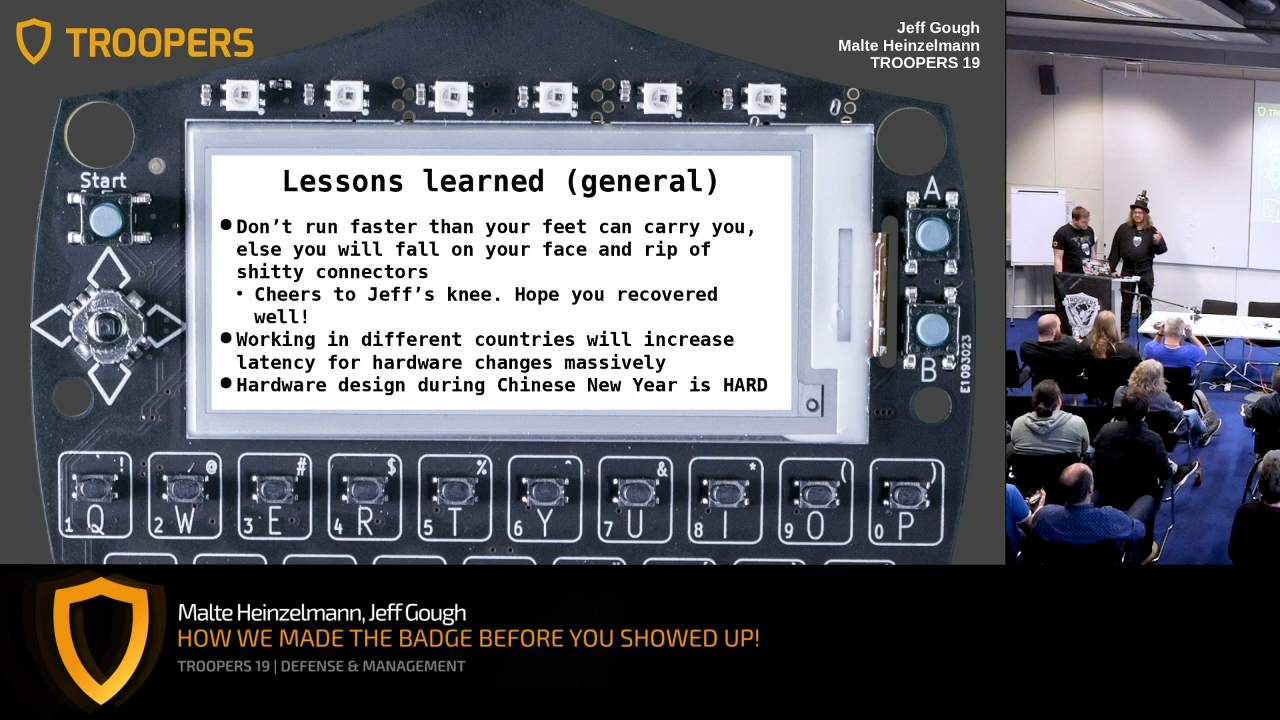 TROOPERS
Jeff Gough
Malte Heinzelmann
TROOPERS 19
Start
A
B
E1093023
Lessons learned (general)
Don’t run faster than your feet can carry you,
else you will fall on your face and rip of
shitty connectors
Cheers to Jeff’s knee. Hope you recovered
well!
Working in different countries will increase
latency for hardware changes massively
Hardware design during Chinese New Year is HARD
! @ # $ % ^ & * ( )
1 Q 2 W 3 E 4 R 5 T 6 Y 7 U 8 I 9 O 0 P
TROOPERS
Malte Heinzelmann, Jeff Gough
HOW WE MADE THE BADGE BEFORE YOU SHOWED UP!
TROOPERS 19 | DEFENSE & MANAGEMENT